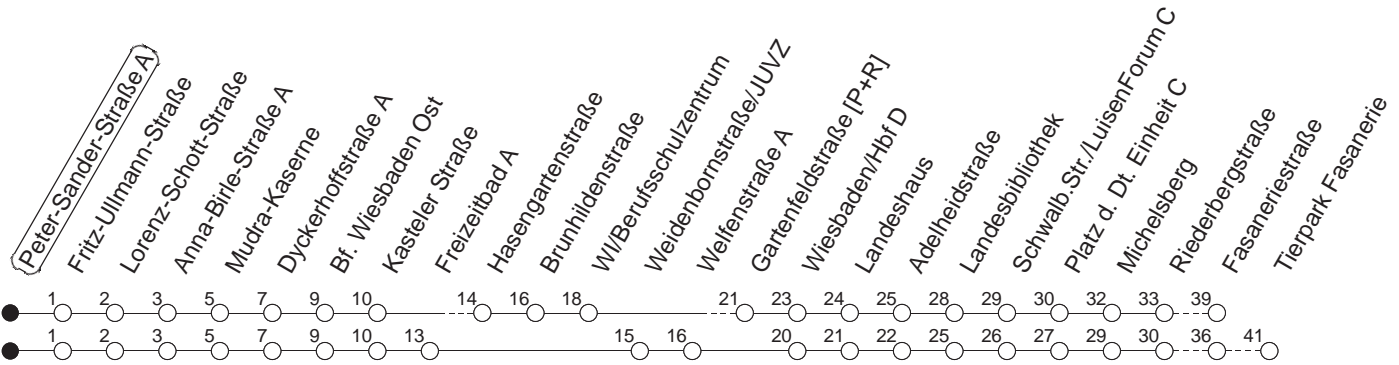 Peter-Sander-Straße A
Fritz-Ullmann-Straße
Lorenz-Schott-Straße
Anna-Birle-Straße A
Mudra-Kaserne
Dyckerhoffstraße A
Bf. Wiesbaden Ost
Kasteler Straße
Freizeitbad A
Hasengartenstraße
Brunhildenstraße
WI/Berufsschulzentrum
Weidenbornstraße/JUVZ
Welfenstraße A
Gartenfeldstraße [P+R]
Wiesbaden/Hbf D
Landeshaus
Adelheidstraße
Landesbibliothek
Schwalb.Str./LuisenForum C
Platz d. Dt. Einheit C
Michelsberg
Riederbergstraße
Fasaneriestraße
Tierpark Fasanerie
1 2 3 5 7 9 10 14 16 18 21 23 24 25 28 29 30 32 33 39
1 2 3 5 7 9 10 13 15 16 20 21 22 25 26 27 29 30 36 41